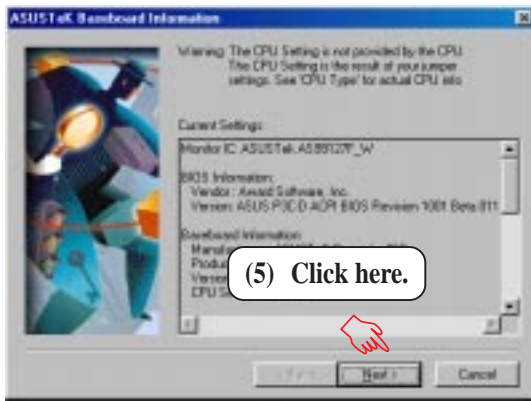 ASUSTeK Baseboard Information
Warning: The CPU Setting is not provided by the CPU.
The CPU Setting is the result of your jumper
settings. See 'CPU Type' for actual CPU info
Current Settings:
Monitor IC: ASUSTek AS99127F_W
BIOS Information:
Vendor : Award Software, Inc.
Version: ASUS P3C-D ACPI BIOS Revision 1001 Beta 011
Baseboard Information
(5) Click here.
CPU
Next >
Cancel